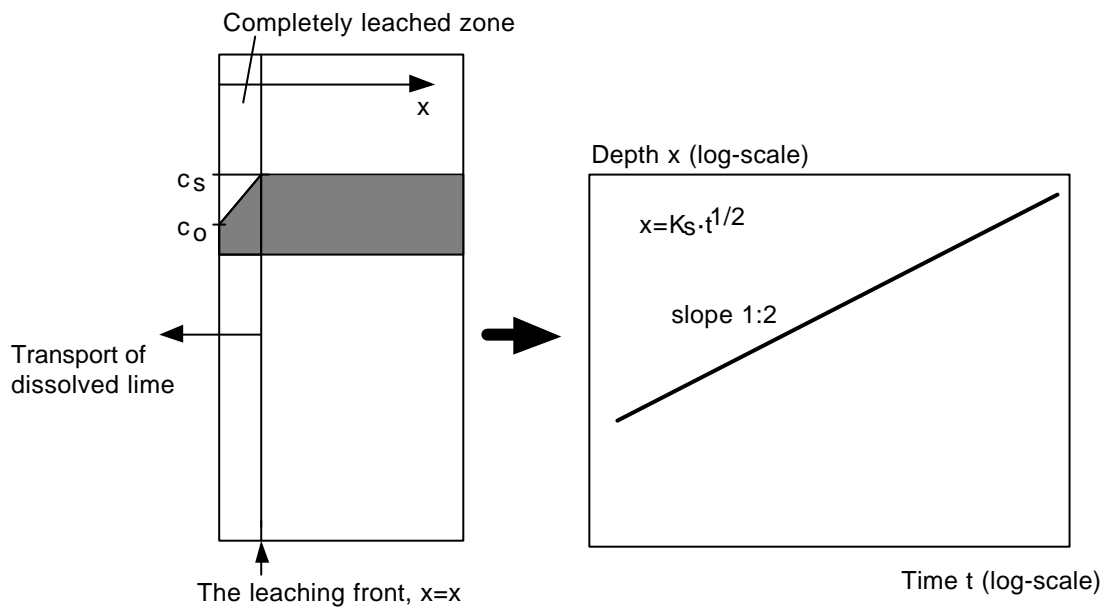 Completely leached zone
x
cs
co
Transport of
dissolved lime
The leaching front, x=x
Depth x (log-scale)
x=Ks·t1/2
slope 1:2
Time t (log-scale)